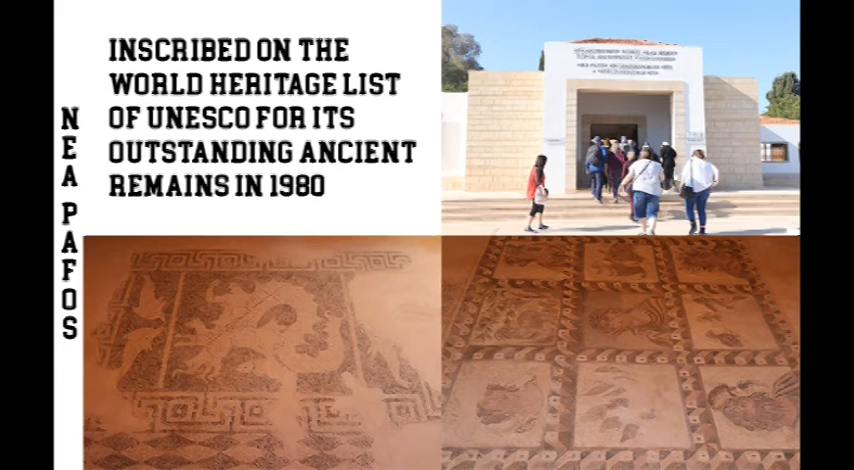 INSCRIBED ON THE
WORLD HERITAGE LIST
OF UNESCO FOR ITS
OUTSTANDING ANCIENT
REMAINS IN 1980
NEA PAFOS